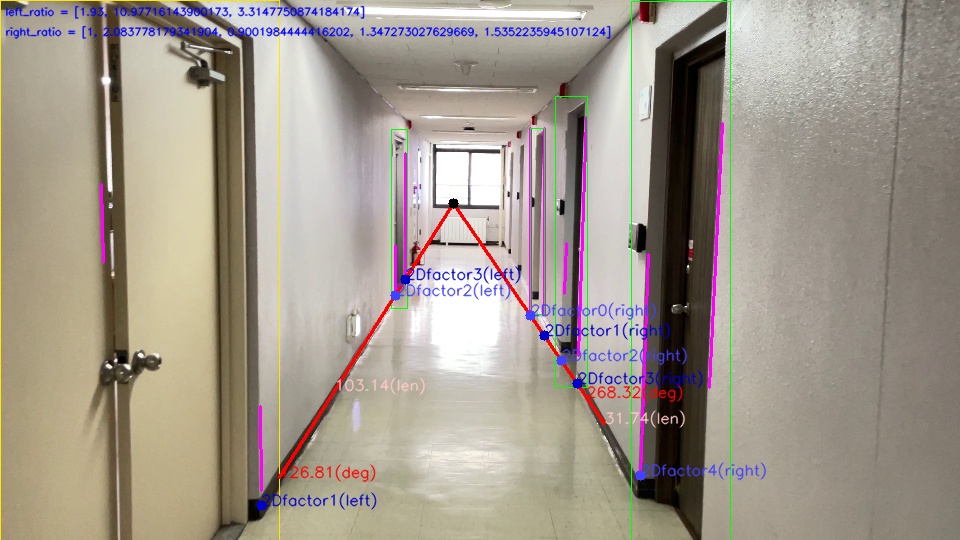 left_ratio = [1.93, 10.97716143900173, 3.3147750874184174]
right_ratio = [1, 2.083778179341904, 0.9001984444416202, 1.347273027629669, 1.5352235945107124]
2Dfactor3(left)
2Dfactor2(left)
2Dfactor0(right)
2Dfactor1(right)
2Dfactor2(right)
2Dfactor3(right)
103.14(len)
268.32(deg)
31.74(len)
26.81(deg)
2Dfactor4(right)
2Dfactor1(left)